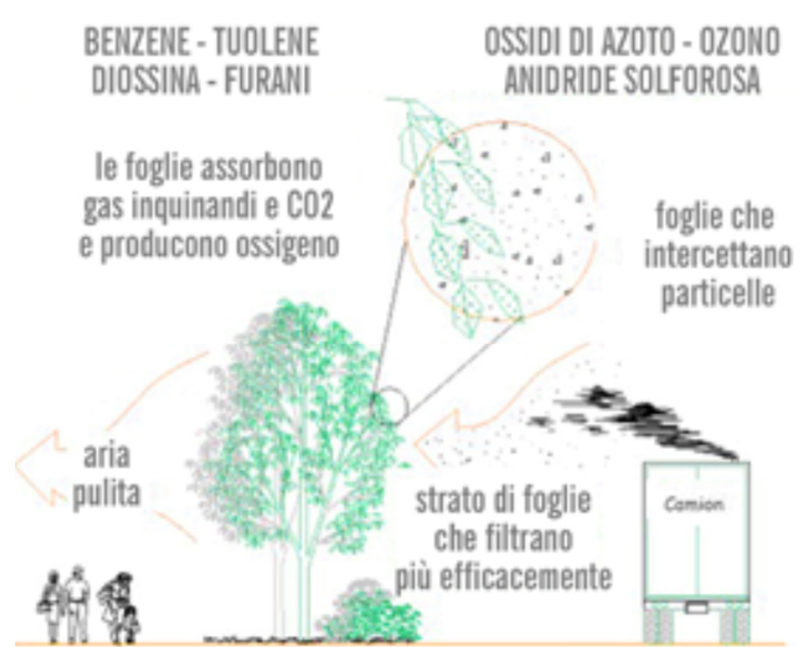 BENZENE - TUOLENE
DIOSSINA - FURANI
OSSIDI DI AZOTO - OZONO
ANIDRIDE SOLFOROSA
le foglie assorbono
gas inquinandi e CO2
e producono ossigeno
foglie che
intercettano
particelle
aria
pulita
strato di foglie
che filtrano
più efficacemente
Camion